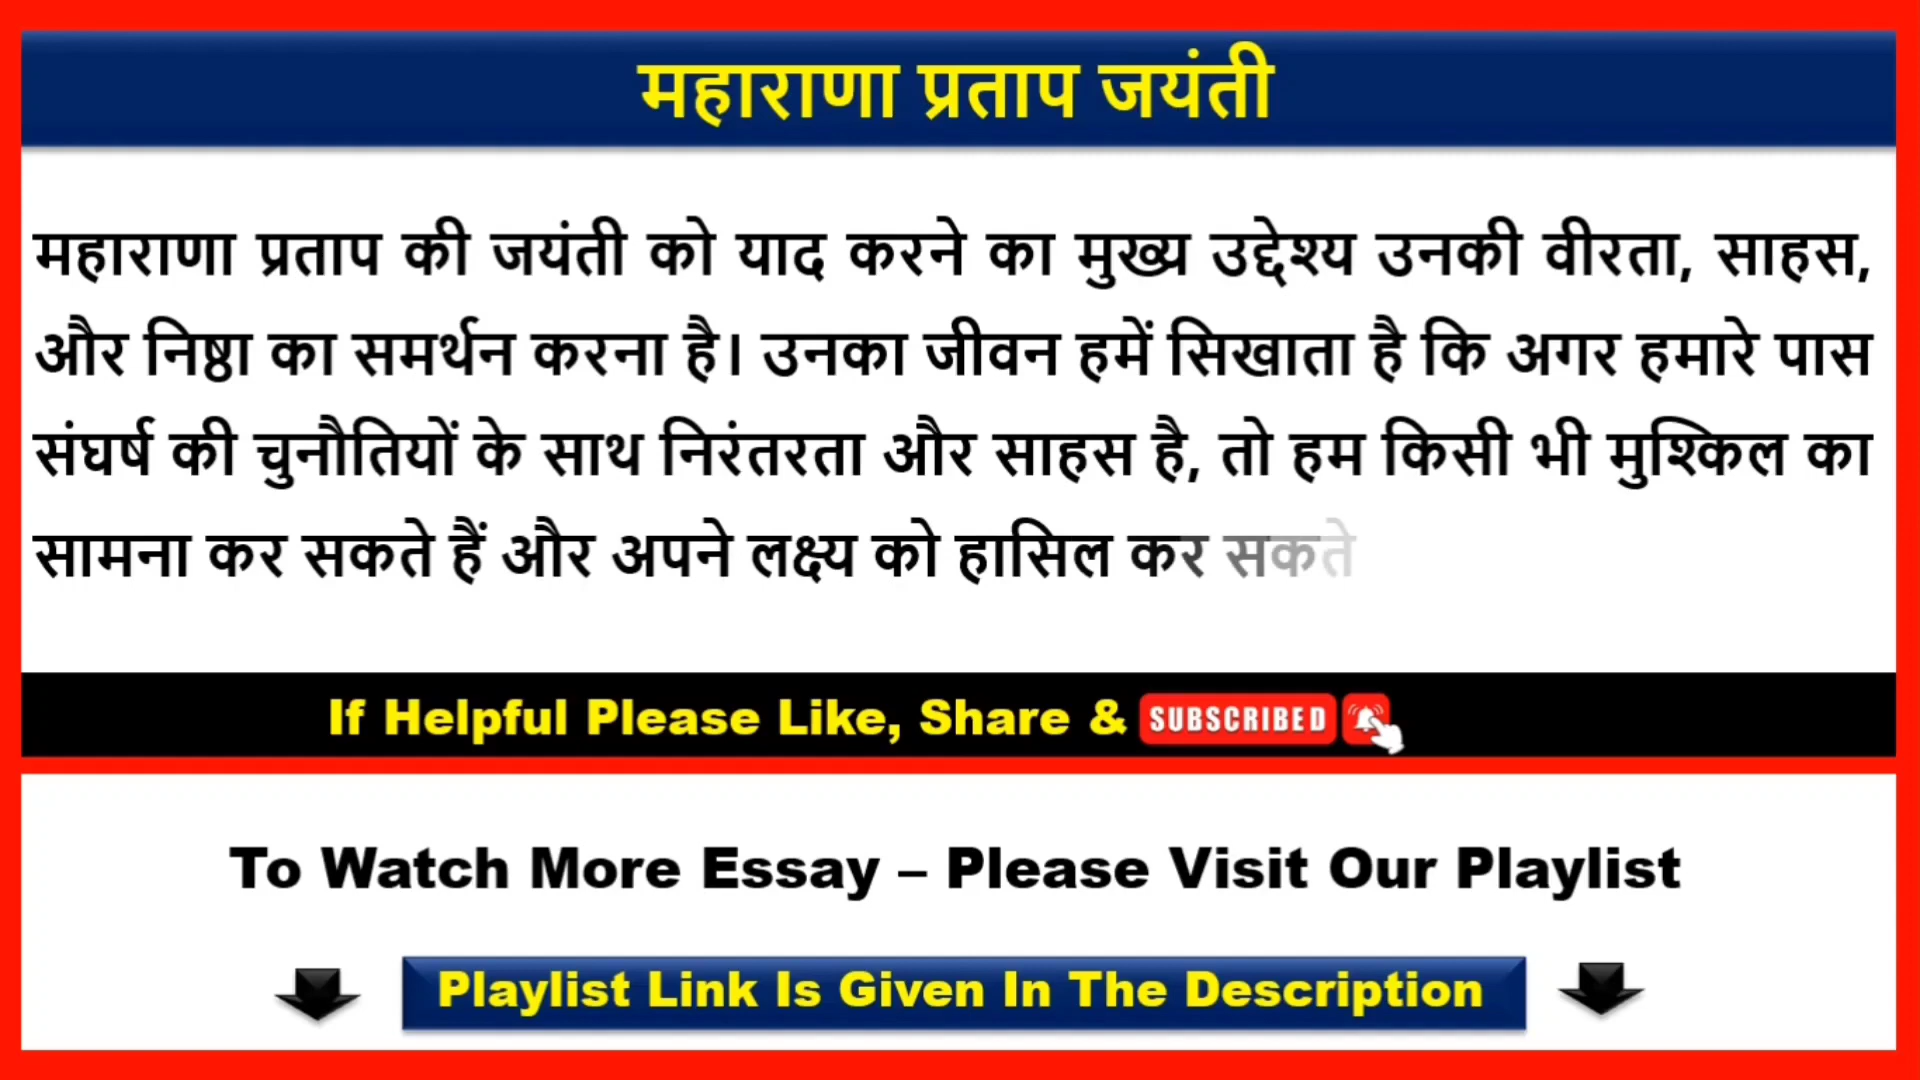 महाराणा प्रताप जयंती
महाराणा प्रताप की जयंती को याद करने का मुख्य उद्देश्य उनकी वीरता, साहस,
और निष्ठा का समर्थन करना है। उनका जीवन हमें सिखाता है कि अगर हमारे पास
संघर्ष की चुनौतियों के साथ निरंतरता और साहस है, तो हम किसी भी मुश्किल का
सामना कर सकते हैं और अपने लक्ष्य को हासिल कर सकते
If Helpful Please Like, Share & SUBSCRIBED
To Watch More Essay – Please Visit Our Playlist
Playlist Link Is Given In The Description